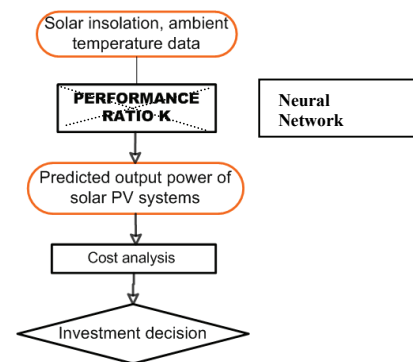 Solar insolation, ambient
temperature data
PERFORMANCE
RATIO K
Neural
Network
Predicted output power of
solar PV systems
Cost analysis
Investment decision